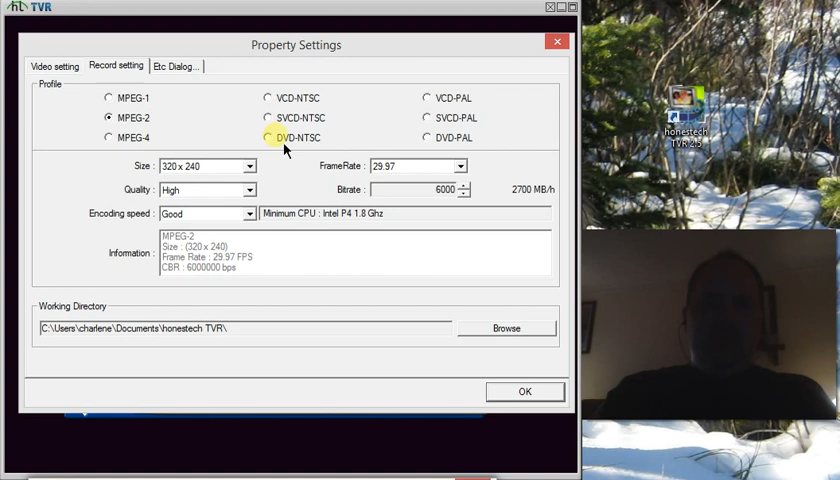 ht TVR
Property Settings
Video setting
Record setting
Etc Dialog...
Profile
MPEG-1
VCD-NTSC
VCD-PAL
MPEG-2
SVCD-NTSC
SVCD-PAL
MPEG-4
DVD-NTSC
DVD-PAL
Size :
320 x 240
FrameRate :
29.97
Quality :
High
Bitrate :
6000
2700 MB/h
Encoding speed :
Good
Minimum CPU : Intel P4 1.8 Ghz
Information :
MPEG-2
Size : (320 x 240)
Frame Rate : 29.97 FPS
CBR : 6000000 bps
Working Directory
C:\Users\charlene\Documents\honestech TVR\
Browse
OK
honestech
TVR 2.5